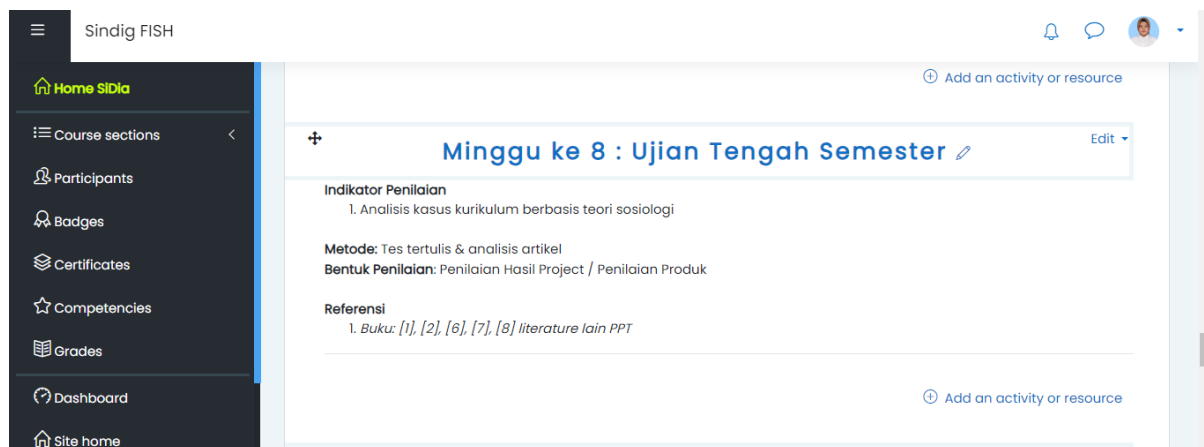 Sindig FISH
Home SiDia
Course sections
Participants
Badges
Certificates
Competencies
Grades
Dashboard
Site home
Add an activity or resource
Minggu ke 8 : Ujian Tengah Semester
Edit
Indikator Penilaian
1. Analisis kasus kurikulum berbasis teori sosiologi
Metode: Tes tertulis & analisis artikel
Bentuk Penilaian: Penilaian Hasil Project / Penilaian Produk
Referensi
1. Buku: [1], [2], [6], [7], [8] literature lain PPT
Add an activity or resource